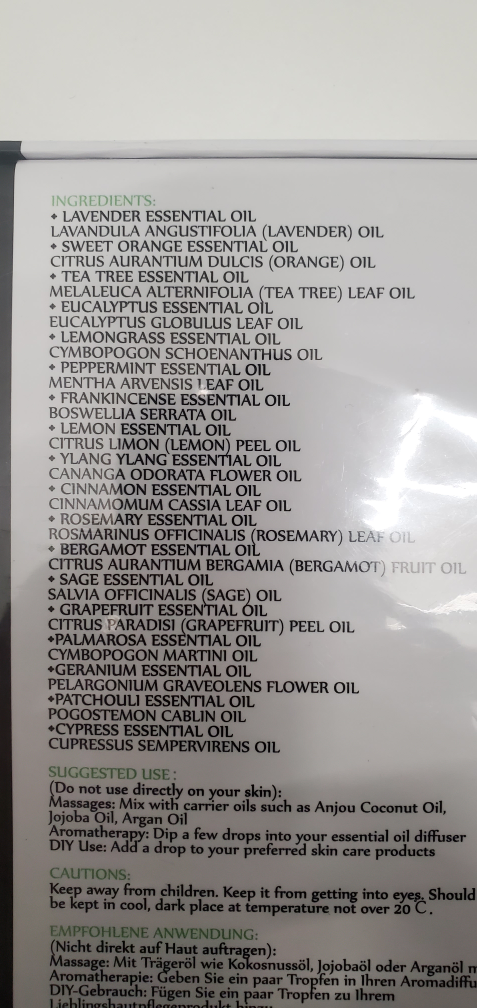 INGREDIENTS:
◆ LAVENDER ESSENTIAL OIL
LAVANDULA ANGUSTIFOLIA (LAVENDER) OIL
◆ SWEET ORANGE ESSENTIAL OIL
CITRUS AURANTIUM DULCIS (ORANGE) OIL
◆ TEA TREE ESSENTIAL OIL
MELALEUCA ALTERNIFOLIA (TEA TREE) LEAF OIL
◆ EUCALYPTUS ESSENTIAL OIL
EUCALYPTUS GLOBULUS LEAF OIL
◆ LEMONGRASS ESSENTIAL OIL
CYMBOPOGON SCHOENANTHUS OIL
◆ PEPPERMINT ESSENTIAL OIL
MENTHA ARVENSIS LEAF OIL
◆ FRANKINCENSE ESSENTIAL OIL
BOSWELLIA SERRATA OIL
◆ LEMON ESSENTIAL OIL
CITRUS LIMON (LEMON) PEEL OIL
◆ YLANG YLANG ESSENTIAL OIL
CANANGA ODORATA FLOWER OIL
◆ CINNAMON ESSENTIAL OIL
CINNAMOMUM CASSIA LEAF OIL
◆ ROSEMARY ESSENTIAL OIL
ROSMARINUS OFFICINALIS (ROSEMARY) LEAF OIL
◆ BERGAMOT ESSENTIAL OIL
CITRUS AURANTIUM BERGAMIA (BERGAMOT) FRUIT OIL
◆ SAGE ESSENTIAL OIL
SALVIA OFFICINALIS (SAGE) OIL
◆ GRAPEFRUIT ESSENTIAL OIL
CITRUS PARADISI (GRAPEFRUIT) PEEL OIL
◆PALMAROSA ESSENTIAL OIL
CYMBOPOGON MARTINI OIL
◆GERANIUM ESSENTIAL OIL
PELARGONIUM GRAVEOLENS FLOWER OIL
◆PATCHOULI ESSENTIAL OIL
POGOSTEMON CABLIN OIL
◆CYPRESS ESSENTIAL OIL
CUPRESSUS SEMPERVIRENS OIL
SUGGESTED USE:
(Do not use directly on your skin):
Massages: Mix with carrier oils such as Anjou Coconut Oil,
Jojoba Oil, Argan Oil
Aromatherapy: Dip a few drops into your essential oil diffuser
DIY Use: Add a drop to your preferred skin care products
CAUTIONS:
Keep away from children. Keep it from getting into eyes. Should
be kept in cool, dark place at temperature not over 20 ℃.
EMPFOHLENE ANWENDUNG:
(Nicht direkt auf Haut auftragen):
Massage: Mit Trägeröl wie Kokosnussöl, Jojobaöl oder Arganöl
Aromatherapie: Geben Sie ein paar Tropfen in Ihren Aromadiffu
DIY-Gebrauch: Fügen Sie ein paar Tropfen zu Ihrem
Lieblingshautpflegeprodukt hinzu